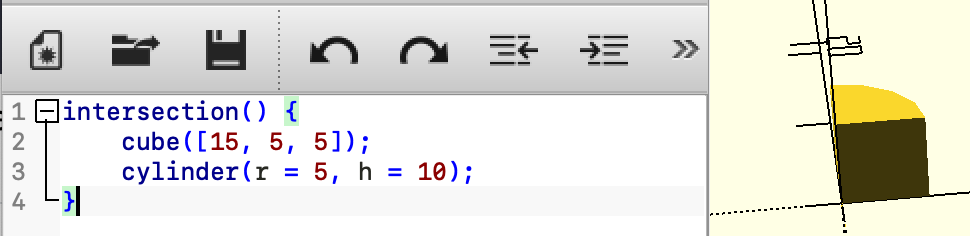 1 intersection() {
2 cube([15, 5, 5]);
3 cylinder(r = 5, h = 10);
4 }